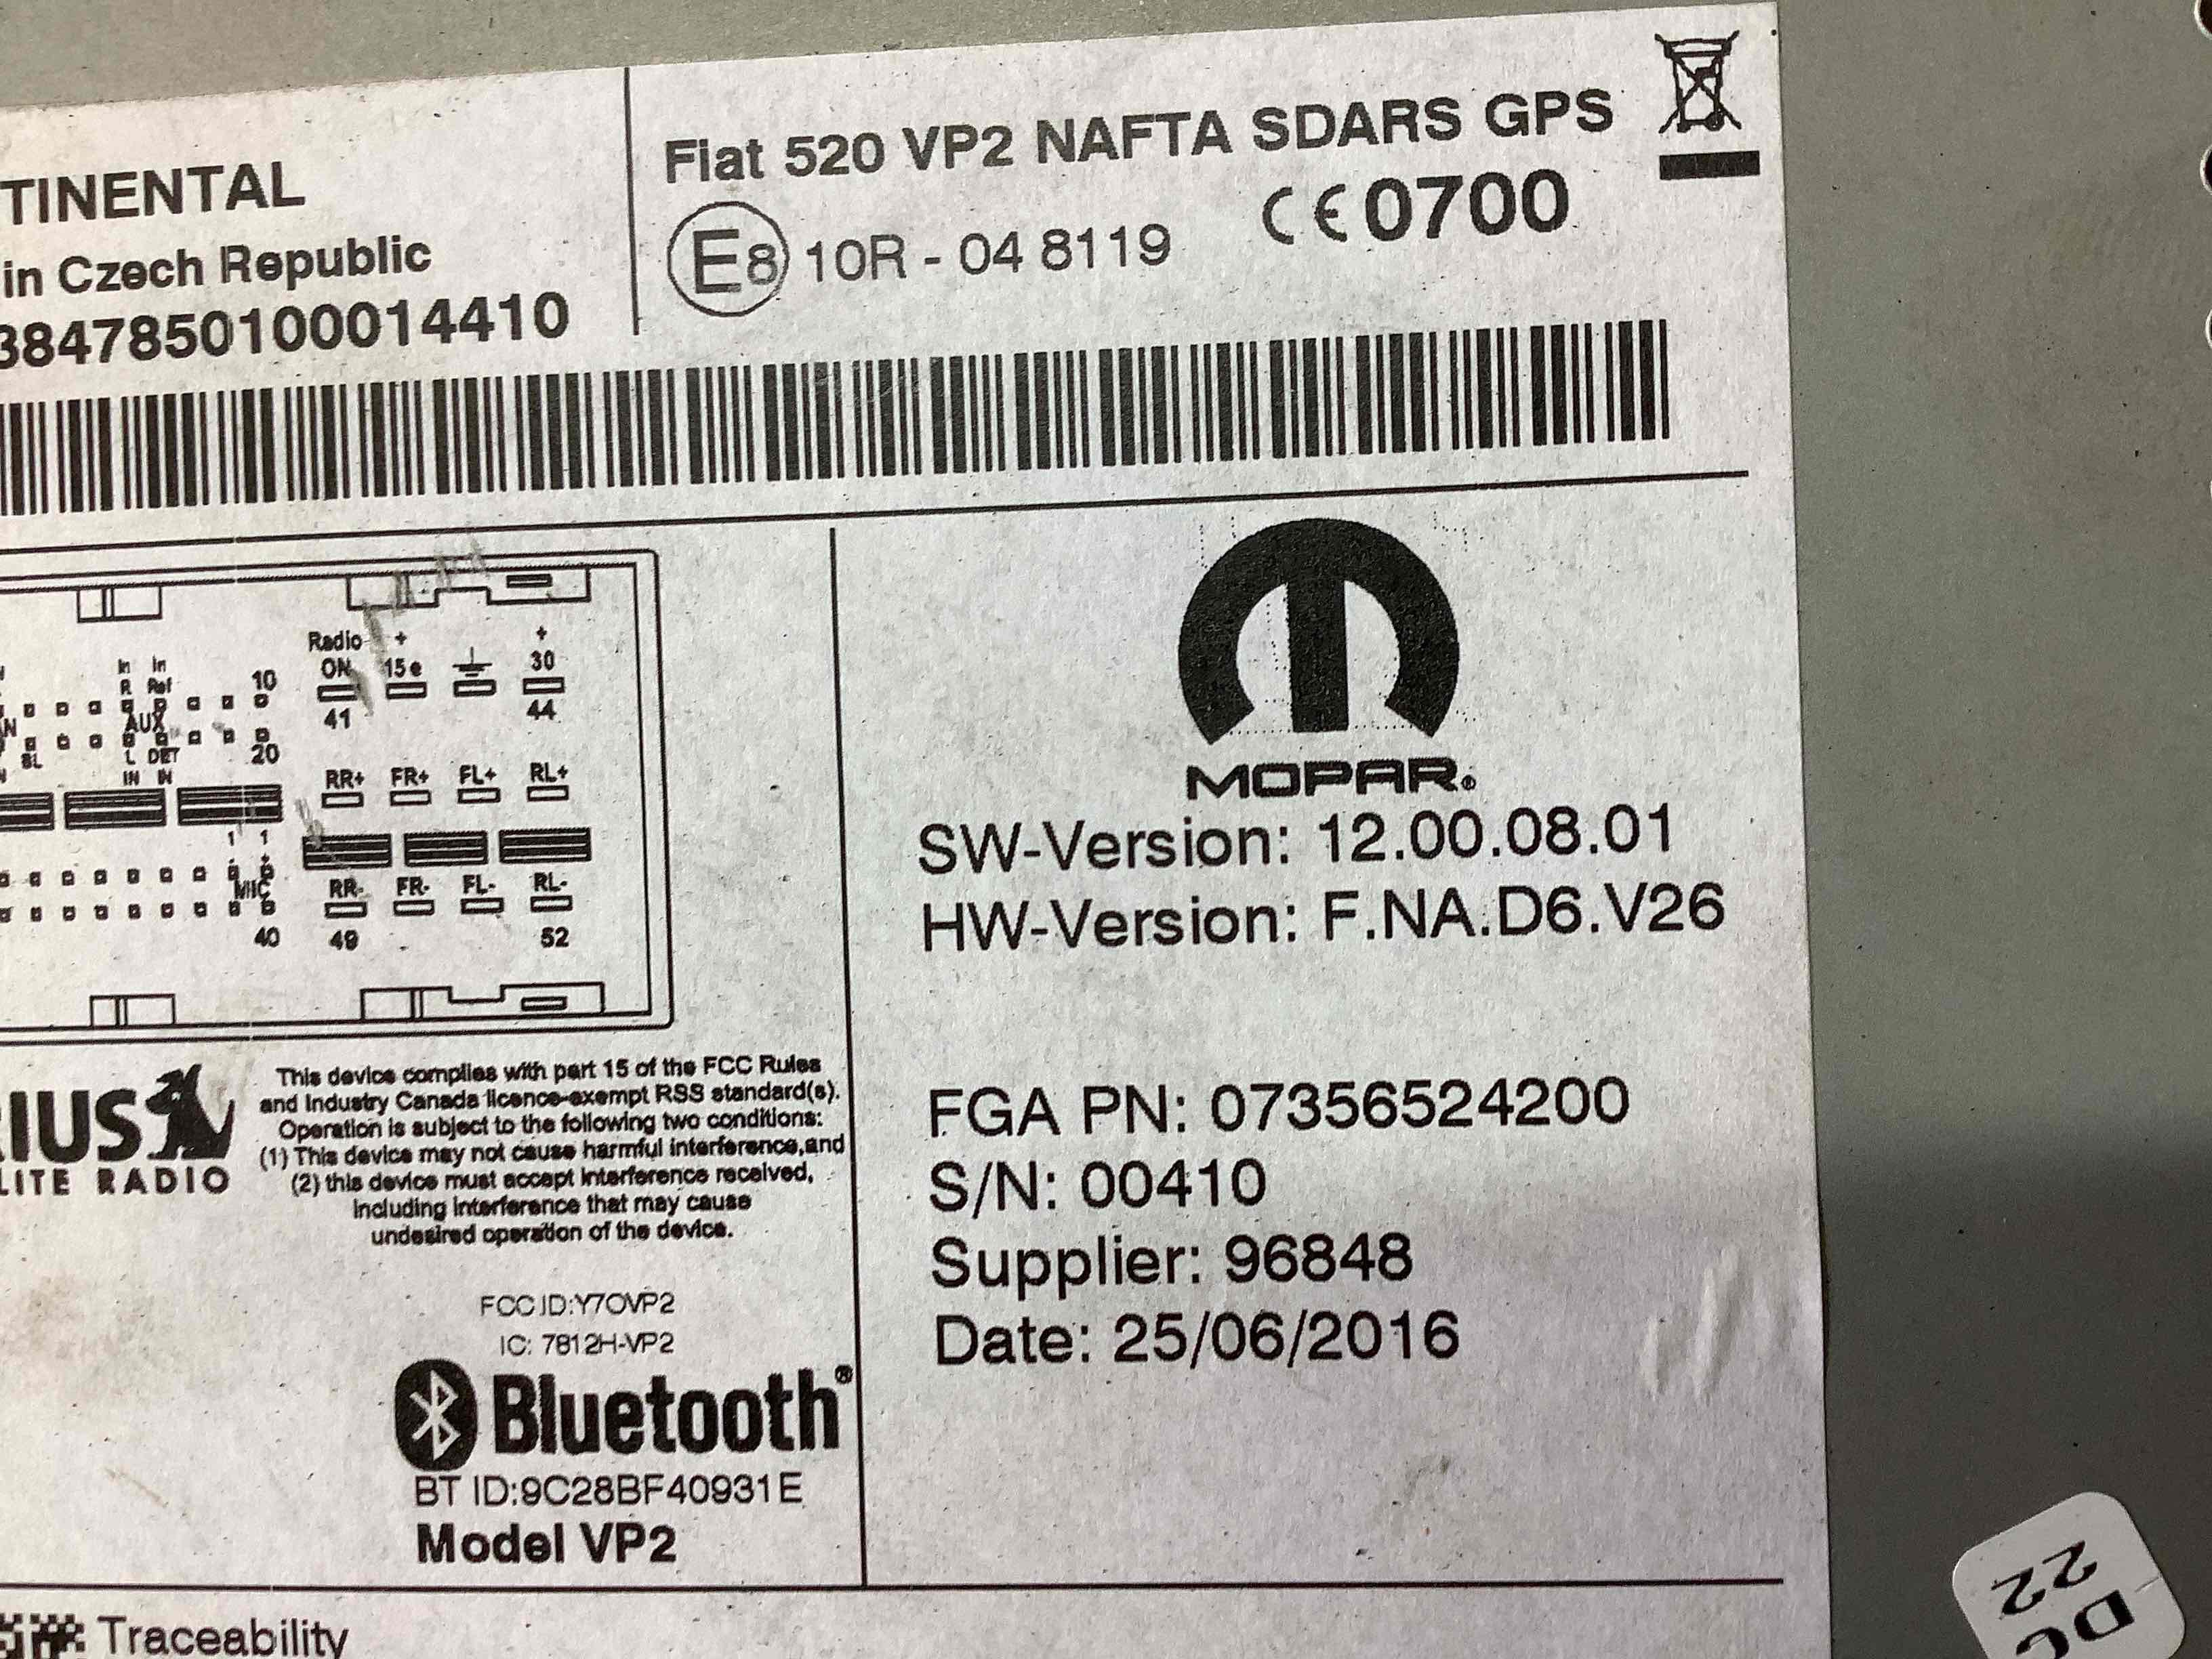 TINENTAL
in Czech Republic
3847850100014410
Fiat 520 VP2 NAFTA SDARS GPS
E8 10R - 04 8119
CE 0700
Radio + +
ON 15e 30
41 44
In In
R Ref 10
AUX
BL L DET 20
IN IN
RR+ FR+ FL+ RL+
1 1
- +
MIC
RR- FR- FL- RL-
40 49 52
MOPAR®
SW-Version: 12.00.08.01
HW-Version: F.NA.D6.V26
FGA PN: 07356524200
S/N: 00410
Supplier: 96848
Date: 25/06/2016
RIUS
LITE RADIO
This device complies with part 15 of the FCC Rules
and Industry Canada licence-exempt RSS standard(s).
Operation is subject to the following two conditions:
(1) This device may not cause harmful interference,and
(2) this device must accept interference received,
including interference that may cause
undesired operation of the device.
FCC ID:Y7OVP2
IC: 7812H-VP2
Bluetooth®
BT ID:9C28BF40931E
Model VP2
Traceability
DC
22